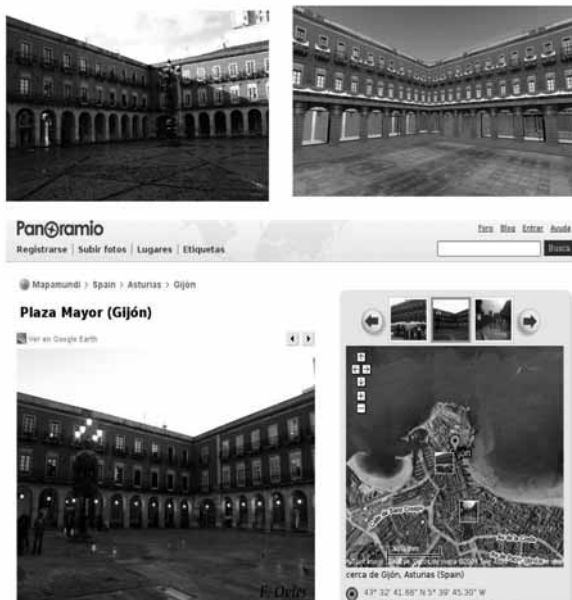 Panoramio
Foro Blog Entrar Ayuda
Registrarse | Subir fotos | Lugares | Etiquetas
Busca
Mapamundi > Spain > Asturias > Gijón
Plaza Mayor (Gijón)
Ver en Google Earth
cerca de Gijón, Asturias (Spain)
43° 32' 41.68" N 5° 39' 45.30" W